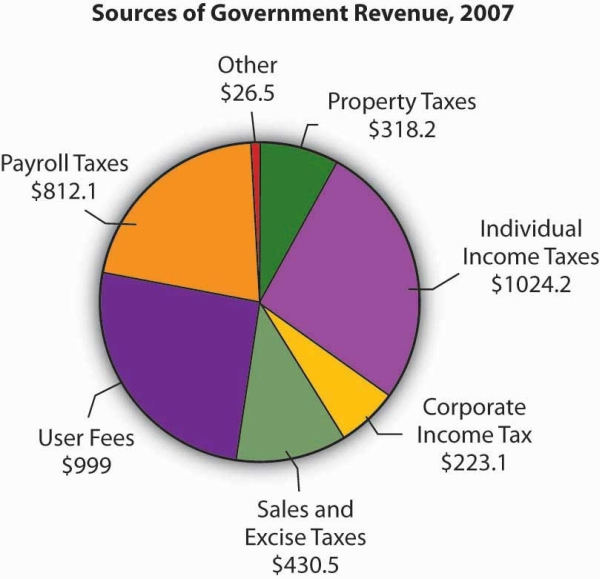 Sources of Government Revenue, 2007
Other
$26.5
Property Taxes
$318.2
Payroll Taxes
$812.1
Individual
Income Taxes
$1024.2
Corporate
Income Tax
$223.1
User Fees
$999
Sales and
Excise Taxes
$430.5